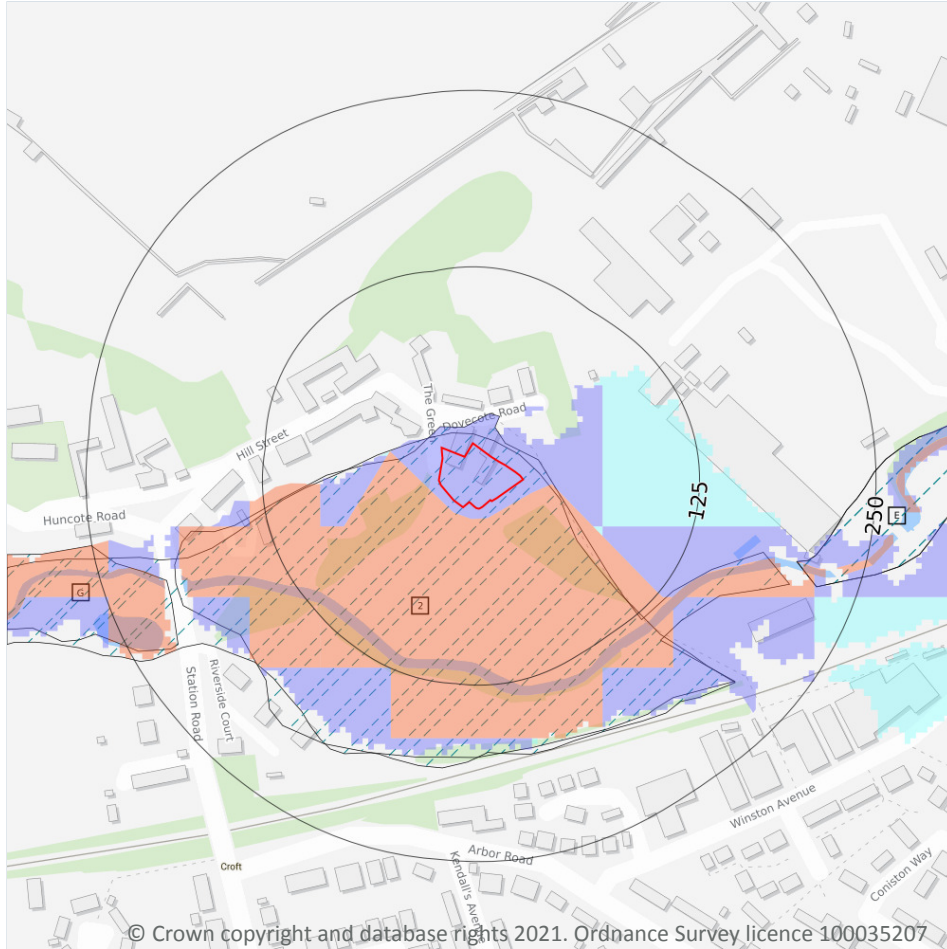 The Gree
Dovecote Road
Hill Street
Huncote Road
125
250
E
G
2
Station Road
Riverside Court
Winston Avenue
Arbor Road
Croft
Kendall's Avenue
Coniston Way
© Crown copyright and database rights 2021. Ordnance Survey licence 100035207